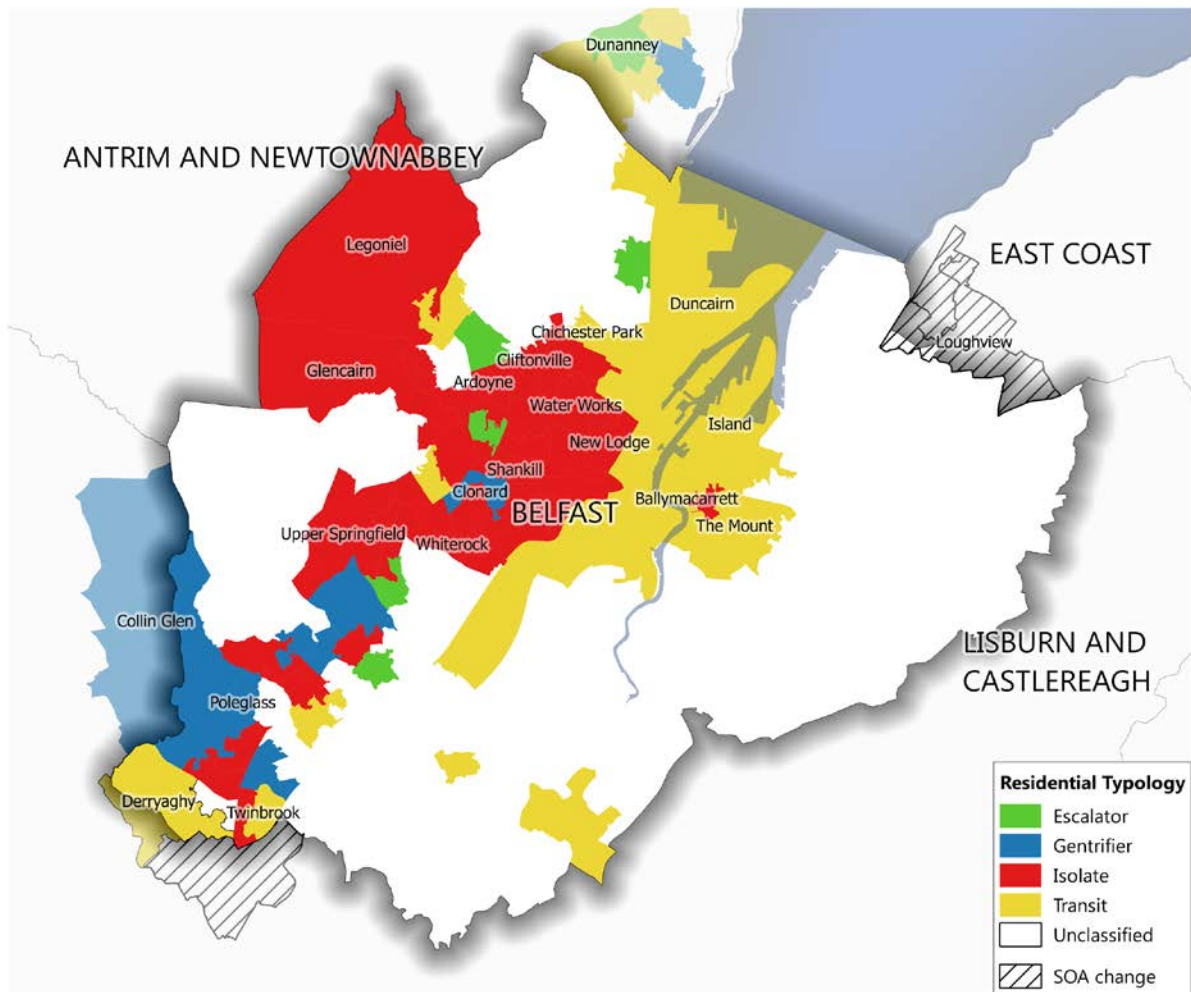 Dunanney
ANTRIM AND NEWTOWNABBEY
Legoniel
EAST COAST
Duncairn
Chichester Park
Loughview
Cliftonville
Glencairn
Ardoyne
Water Works
Island
New Lodge
Shankill
Clonard
Ballymacarrett
BELFAST
The Mount
Upper Springfield
Whiterock
Collin Glen
LISBURN AND
CASTLEREAGH
Poleglass
Derryaghy
Twinbrook
Residential Typology
Escalator
Gentrifier
Isolate
Transit
Unclassified
SOA change